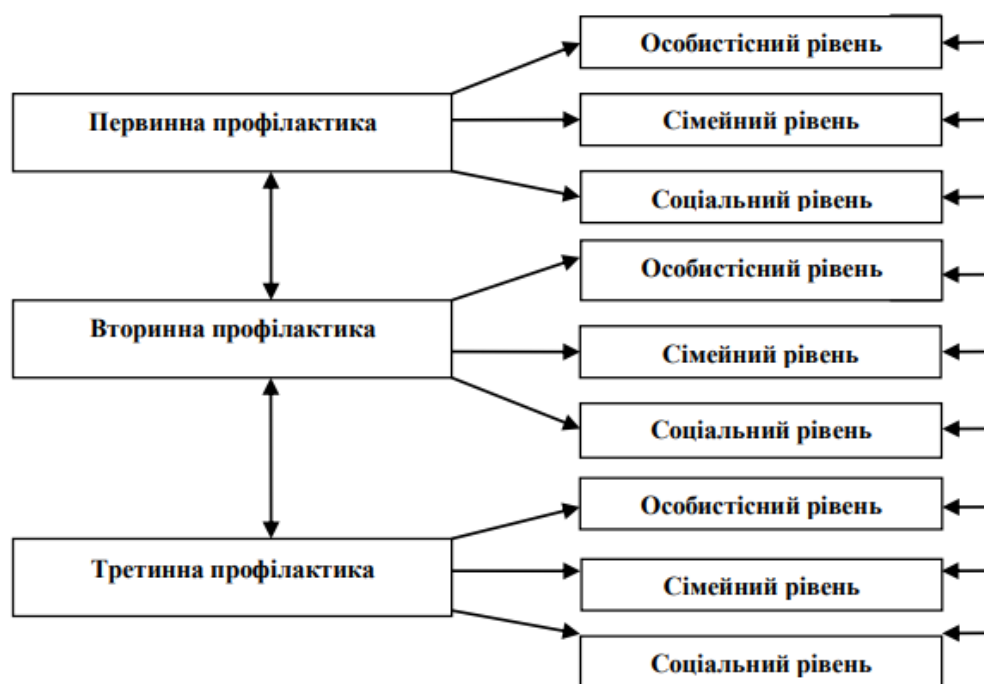 Особистісний рівень
Первинна профілактика
Сімейний рівень
Соціальний рівень
Особистісний рівень
Вторинна профілактика
Сімейний рівень
Соціальний рівень
Особистісний рівень
Третинна профілактика
Сімейний рівень
Соціальний рівень